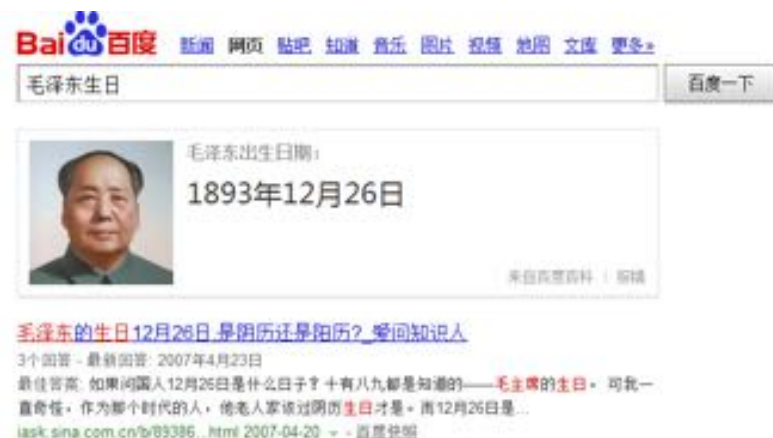 Bai du 百度 新闻 网页 贴吧 知道 音乐 图片 视频 地图 文库 更多»
毛泽东生日 百度一下
毛泽东出生日期:
1893年12月26日
来自百度百科 |
毛泽东的生日12月26日,是阴历还是阳历?_爱问知识人
3个回答 - 最新回答: 2007年4月23日
最佳答案: 如果问国人12月26日是什么日子?十有八九都是知道的——毛主席的生日。 可我一
直奇怪,作为那个时代的人,他老人家该过阴历生日才是。而12月26日是...
iask.sina.com.cn/b/89386...html 2007-04-20 - 百度快照